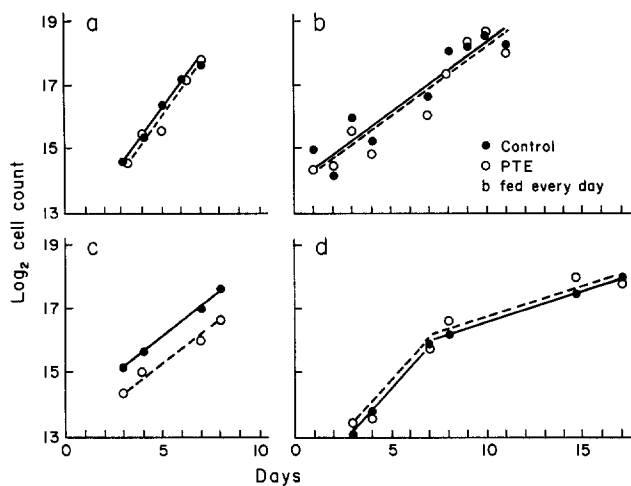 Log₂ cell count
19
17
15
13
a
b
● Control
○ PTE
b fed every day
19
17
15
13
c
d
0 5 10
0 5 10 15
Days